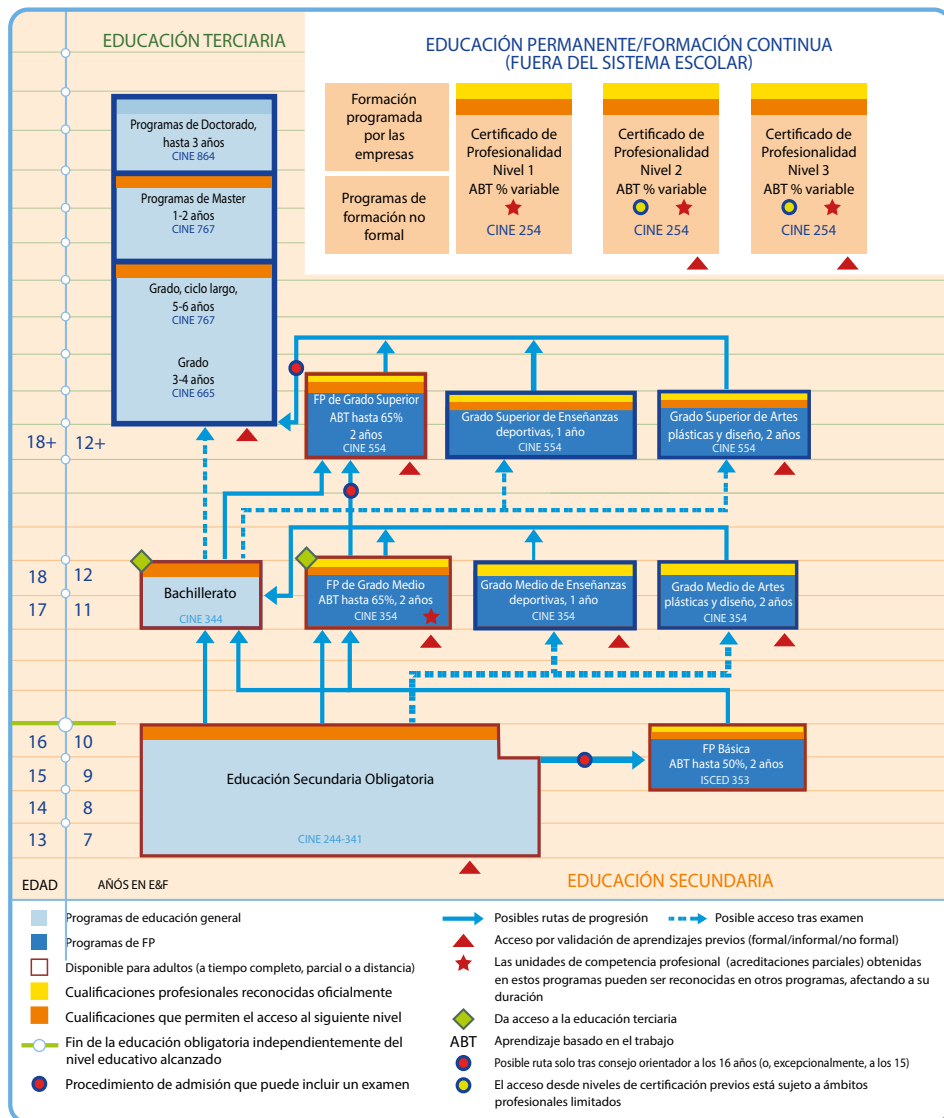 EDUCACIÓN TERCIARIA
EDUCACIÓN PERMANENTE/FORMACIÓN CONTINUA
(FUERA DEL SISTEMA ESCOLAR)
Formación
programada
por las
empresas
Programas de
formación no
formal
Certificado de
Profesionalidad
Nivel 1
ABT % variable
CINE 254
Certificado de
Profesionalidad
Nivel 2
ABT % variable
CINE 254
Certificado de
Profesionalidad
Nivel 3
ABT % variable
CINE 254
Programas de Doctorado,
hasta 3 años
CINE 864
Programas de Master
1-2 años
CINE 767
Grado, ciclo largo,
5-6 años
CINE 767
Grado
3-4 años
CINE 665
18+ 12+
FP de Grado Superior
ABT hasta 65%
2 años
CINE 554
Grado Superior de Enseñanzas
deportivas, 1 año
CINE 554
Grado Superior de Artes
plásticas y diseño, 2 años
CINE 554
18 12
17 11
Bachillerato
CINE 344
FP de Grado Medio
ABT hasta 65%, 2 años
CINE 354
Grado Medio de Enseñanzas
deportivas, 1 año
CINE 354
Grado Medio de Artes
plásticas y diseño, 2 años
CINE 354
16 10
15 9
14 8
13 7
Educación Secundaria Obligatoria
CINE 244-341
FP Básica
ABT hasta 50%, 2 años
ISCED 353
EDAD
AÑÓS EN E&F
EDUCACIÓN SECUNDARIA
Programas de educación general
Programas de FP
Disponible para adultos (a tiempo completo, parcial o a distancia)
Cualificaciones profesionales reconocidas oficialmente
Cualificaciones que permiten el acceso al siguiente nivel
Fin de la educación obligatoria independientemente del
nivel educativo alcanzado
Procedimiento de admisión que puede incluir un examen
Posibles rutas de progresión
Posible acceso tras examen
Acceso por validación de aprendizajes previos (formal/informal/no formal)
Las unidades de competencia profesional (acreditaciones parciales) obtenidas
en estos programas pueden ser reconocidas en otros programas, afectando a su
duración
Da acceso a la educación terciaria
ABT Aprendizaje basado en el trabajo
Posible ruta solo tras consejo orientador a los 16 años (o, excepcionalmente, a los 15)
El acceso desde niveles de certificación previos está sujeto a ámbitos
profesionales limitados